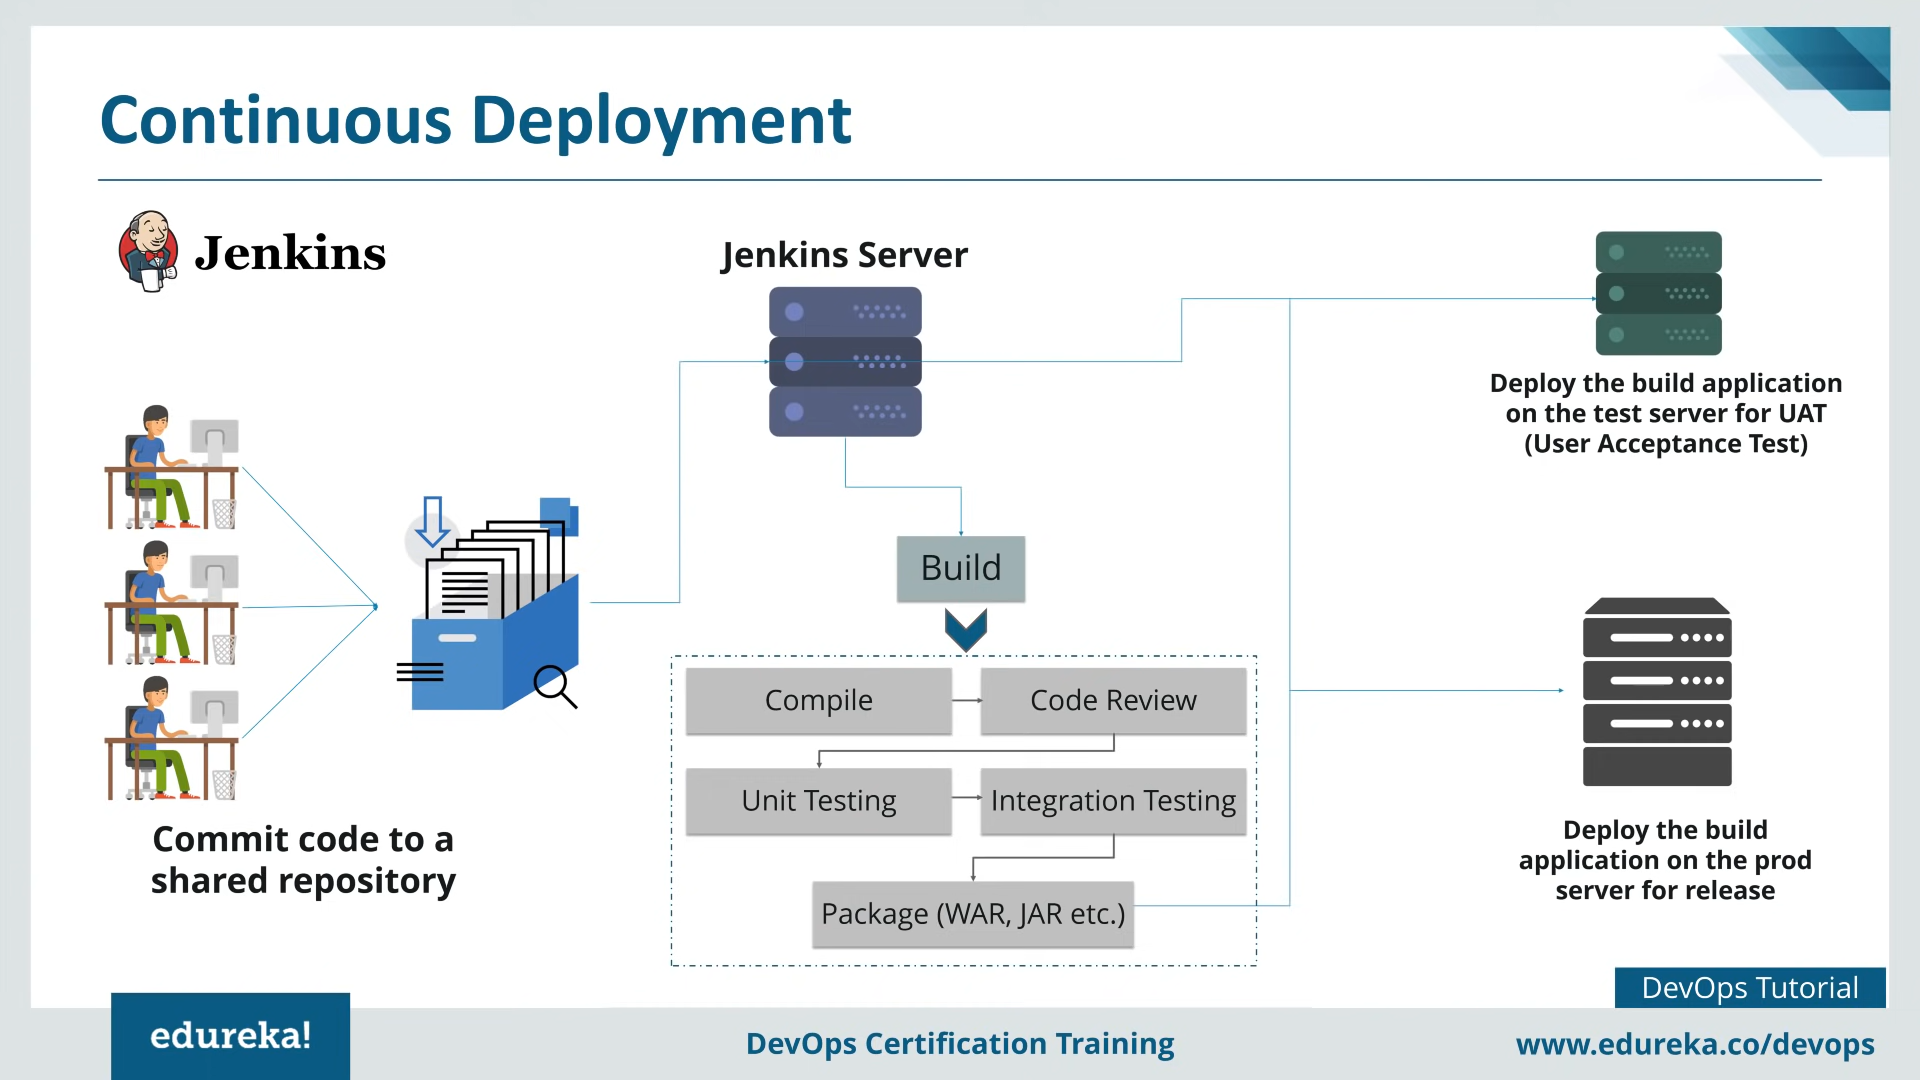 Continuous Deployment
Jenkins
Jenkins Server
Deploy the build application
on the test server for UAT
(User Acceptance Test)
Build
Compile
Code Review
Unit Testing
Integration Testing
Package (WAR, JAR etc.)
Commit code to a
shared repository
Deploy the build
application on the prod
server for release
DevOps Tutorial
edureka!
DevOps Certification Training
www.edureka.co/devops